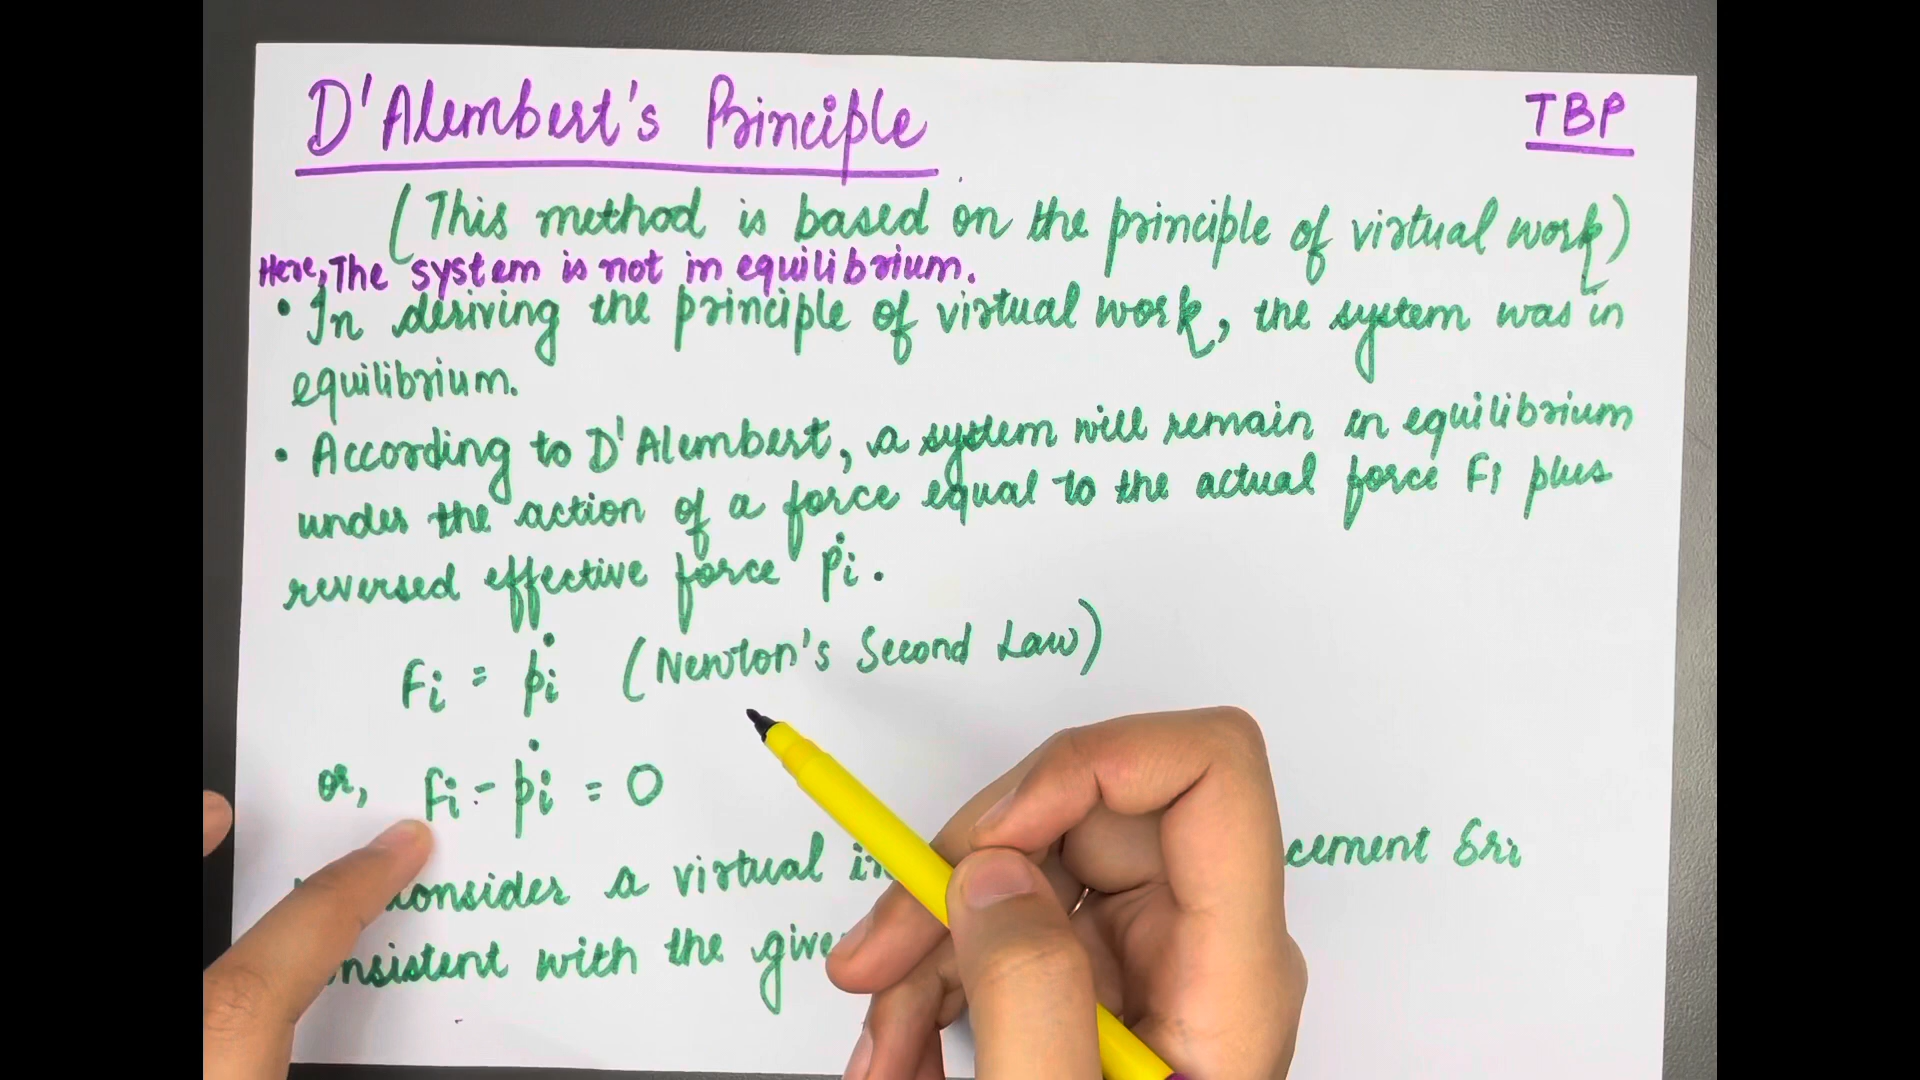 D'Alembert's Principle
TBP
(This method is based on the principle of virtual work)
Here, The system is not in equilibrium.
• In deriving the principle of virtual work, the system was in
equilibrium.
• According to D'Alembert, a system will remain in equilibrium
under the action of a force equal to the actual force Fi plus
reversed effective force ṗi.
Fi = ṗi (Newton's Second Law)
or, Fi - ṗi = 0
consider a virtual δri
with the